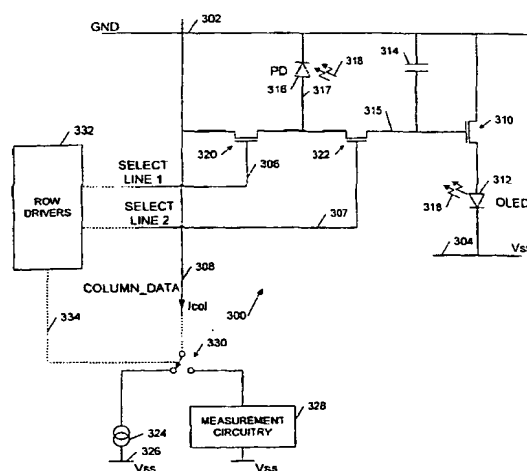 GND
302
PD
316
318
317
314
315
310
332
320
322
312
SELECT
LINE 1
306
318
OLED
ROW
DRIVERS
SELECT
LINE 2
307
304
Vss
308
COLUMN_DATA
Icol
300
334
330
328
MEASUREMENT
CIRCUITRY
324
326
Vss
Vss